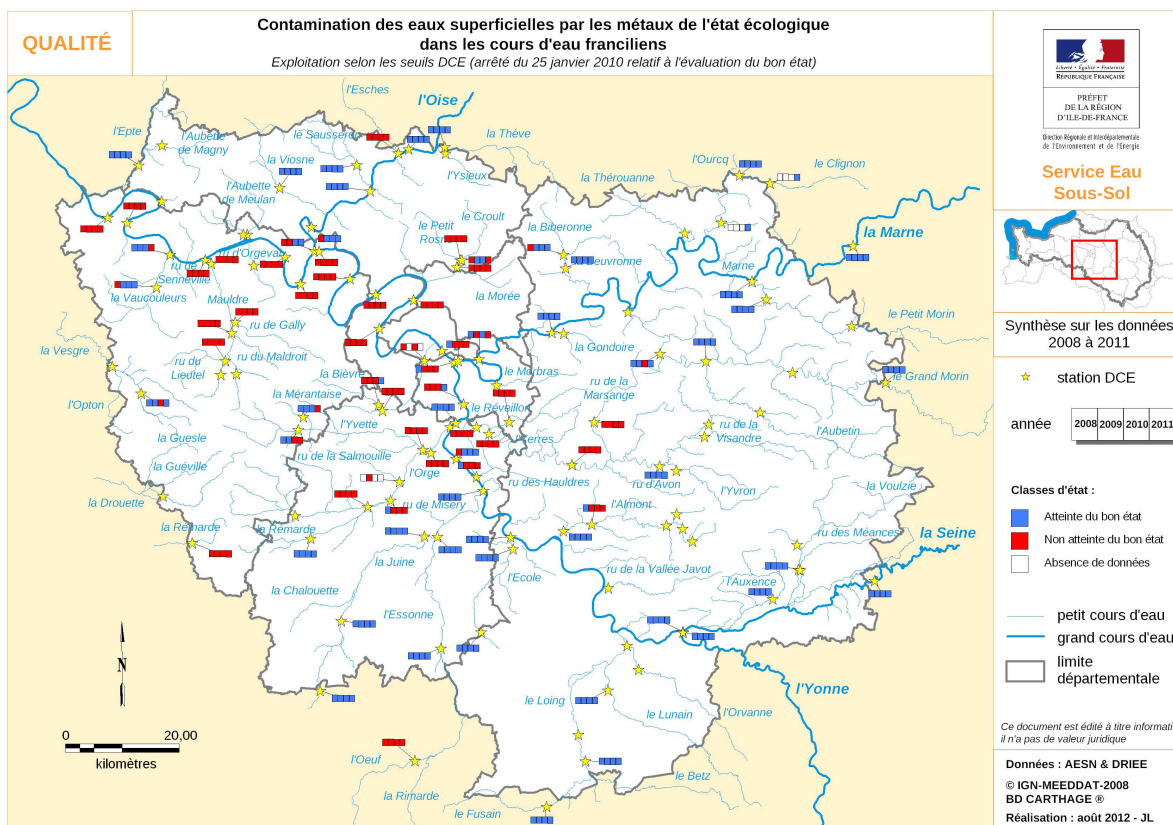 QUALITÉ
Contamination des eaux superficielles par les métaux de l'état écologique
dans les cours d'eau franciliens
Exploitation selon les seuils DCE (arrêté du 25 janvier 2010 relatif à l'évaluation du bon état)
Liberté • Égalité • Fraternité
RÉPUBLIQUE FRANÇAISE
PRÉFET
DE LA RÉGION
D'ILE-DE-FRANCE
Direction Régionale et Interdépartementale
de l'Environnement et de l'Energie
Service Eau
Sous-Sol
Synthèse sur les données
2008 à 2011
station DCE
année
2008 2009 2010 2011
Classes d'état :
Atteinte du bon état
Non atteinte du bon état
Absence de données
petit cours d'eau
grand cours d'eau
limite
départementale
Ce document est édité à titre informati
il n'a pas de valeur juridique
Données : AESN & DRIEE
© IGN-MEEDDAT-2008
BD CARTHAGE ®
Réalisation : août 2012 - JL
l'Esches
l'Oise
l'Epte
l'Aubette
de Magny
le Sausseron
la Thève
la Viosne
l'Ysieux
l'Aubette
de Meulan
la Thérouanne
l'Ourcq
le Clignon
le Croult
le Petit
la Biberonne
la Marne
ru de
Senneville
la Vaucouleurs
Mauldre
la Morée
Marne
ru de Gally
la Gondoire
le Petit Morin
la Vesgre
ru du
Lieutel
ru du Maldroit
la Bièvre
la Mérantaise
le Morbras
ru de la
Marsange
le Grand Morin
l'Opton
l'Yvette
le Réveillon
ru de la
Visandre
l'Aubetin
la Guesle
ru de la Salmouille
la Guéville
l'Orge
ru des Hauldres
ru d'Avon
l'Yvron
la Voulzie
la Drouette
ru de Misery
l'Almont
la Rémarde
le Rémarde
ru des Méances
la Seine
la Juine
l'Ecole
ru de la Vallée Javot
l'Auxence
la Chalouette
l'Essonne
N
l'Yonne
le Loing
le Lunain
l'Orvanne
0 20,00
kilomètres
l'Oeuf
la Rimarde
le Betz
le Fusain